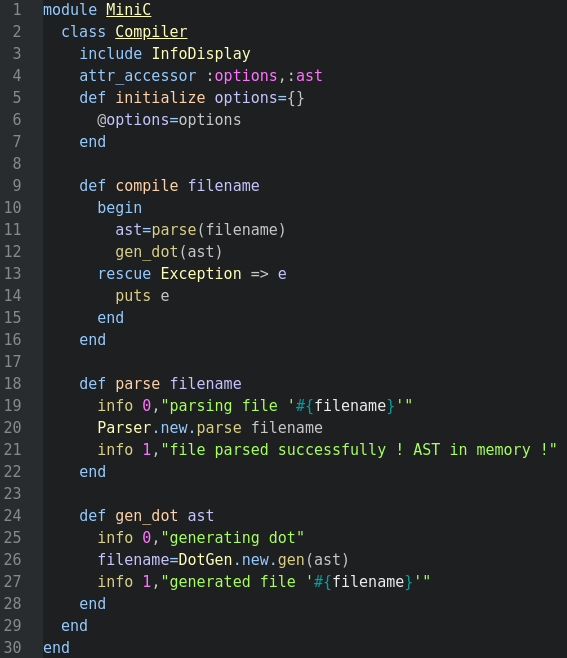 1 module MiniC
2   class Compiler
3     include InfoDisplay
4     attr_accessor :options,:ast
5     def initialize options={}
6       @options=options
7     end
8
9     def compile filename
10       begin
11         ast=parse(filename)
12         gen_dot(ast)
13       rescue Exception => e
14         puts e
15       end
16     end
17
18     def parse filename
19       info 0,"parsing file '#{filename}'"
20       Parser.new.parse filename
21       info 1,"file parsed successfully ! AST in memory !"
22     end
23
24     def gen_dot ast
25       info 0,"generating dot"
26       filename=DotGen.new.gen(ast)
27       info 1,"generated file '#{filename}'"
28     end
29   end
30 end